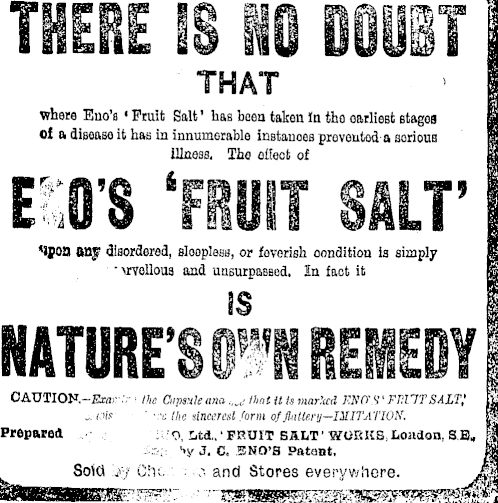 THERE IS NO DOUBT
THAT
where Eno's 'Fruit Salt' has been taken in the earliest stages
of a disease it has in innumerable instances prevented a serious
illness. The effect of
ENO'S 'FRUIT SALT'
upon any disordered, sleepless, or feverish condition is simply
and unsurpassed. In fact it
IS
NATURE'S OWN REMEDY
CAUTION.—Examine the Capsule and see that it is marked ENO'S 'FRUIT SALT,'
the sincerest form of flattery—IMITATION.
Prepared Ltd., 'FRUIT SALT' WORKS, London, S.E.,
by J. C. ENO'S Patent.
Sold by and Stores everywhere.